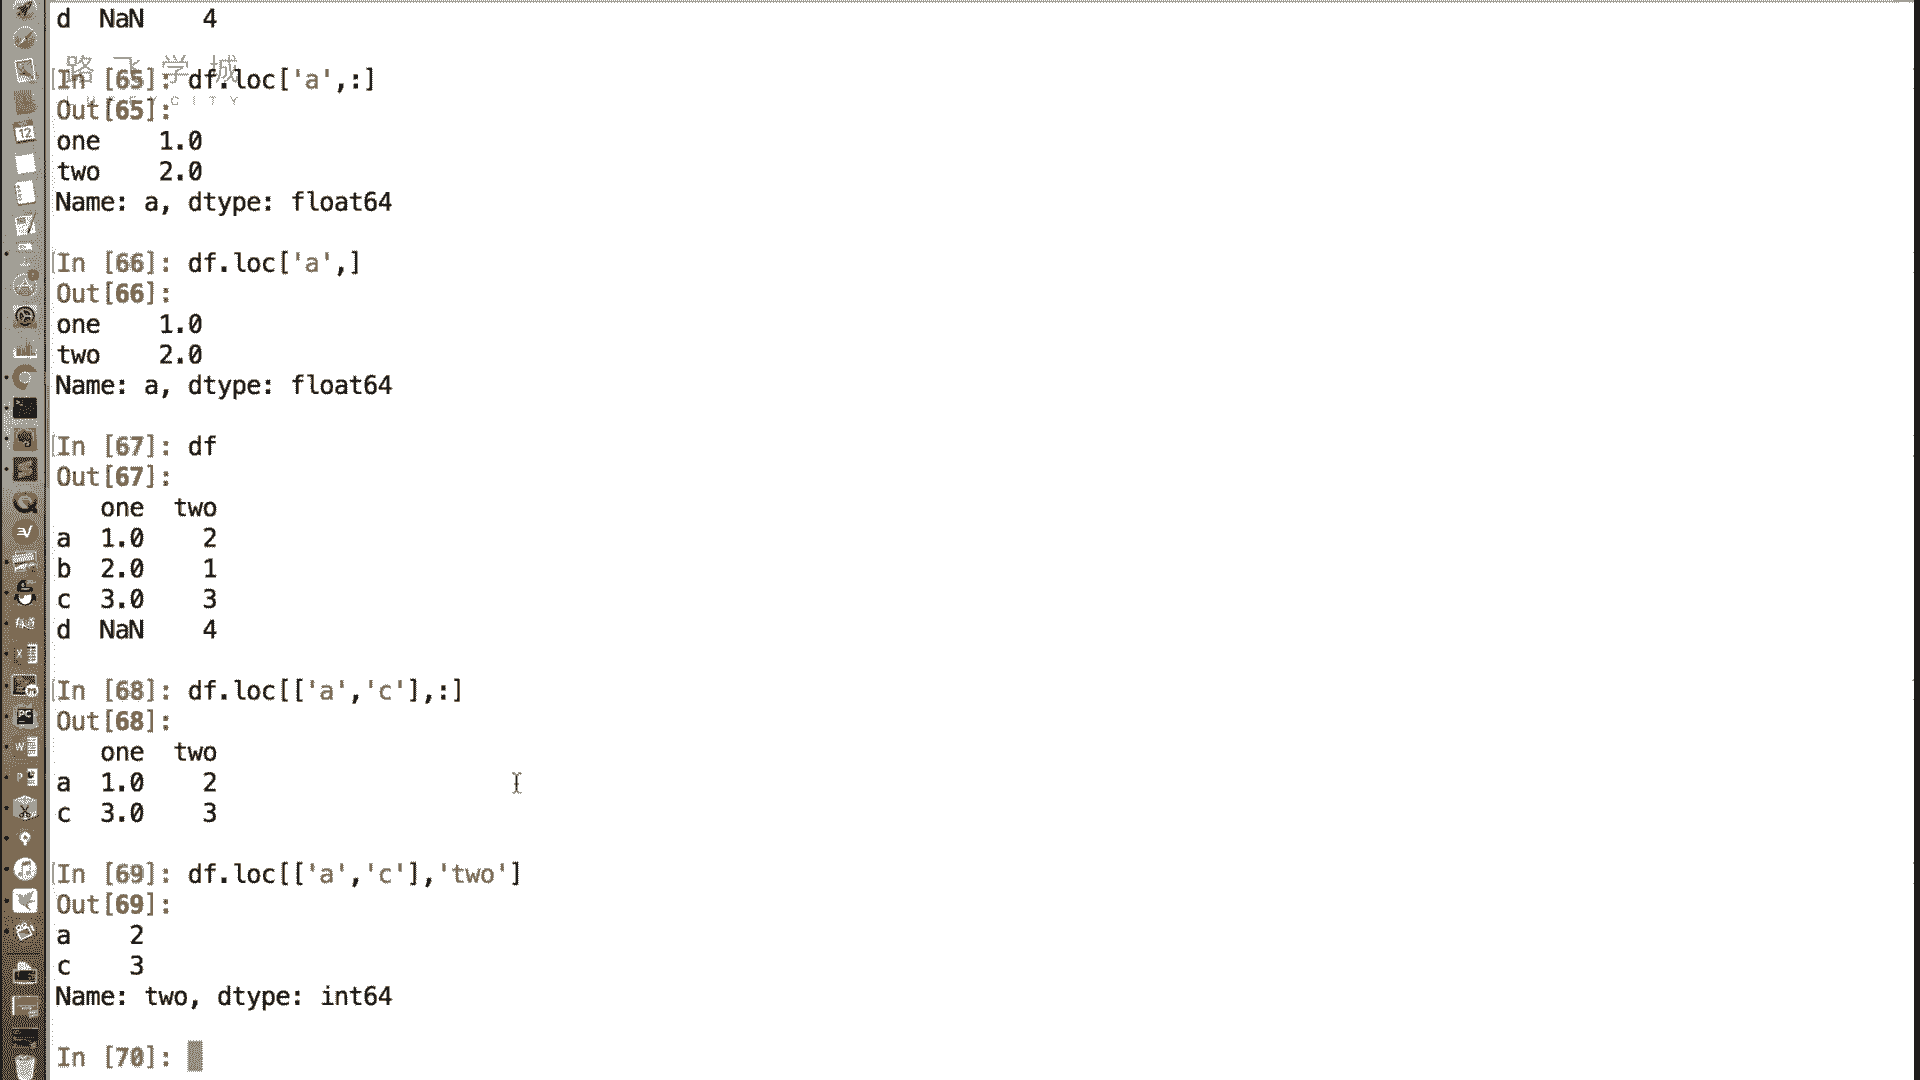 d  NaN    4
路飞学城
In [65]: df.loc['a',:]
LUFFYCITY
Out[65]:
one    1.0
two    2.0
Name: a, dtype: float64
In [66]: df.loc['a',]
Out[66]:
one    1.0
two    2.0
Name: a, dtype: float64
In [67]: df
Out[67]:
   one  two
a  1.0    2
b  2.0    1
c  3.0    3
d  NaN    4
In [68]: df.loc[['a','c'],:]
Out[68]:
   one  two
a  1.0    2
c  3.0    3
In [69]: df.loc[['a','c'],'two']
Out[69]:
a    2
c    3
Name: two, dtype: int64
In [70]:
12
PC